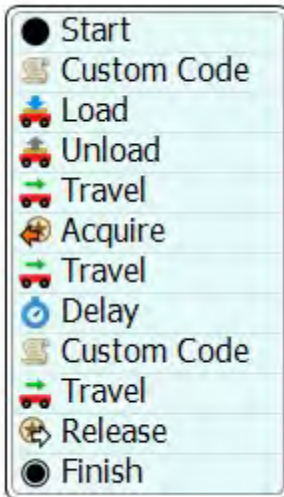 Start
Custom Code
Load
Unload
Travel
Acquire
Travel
Delay
Custom Code
Travel
Release
Finish